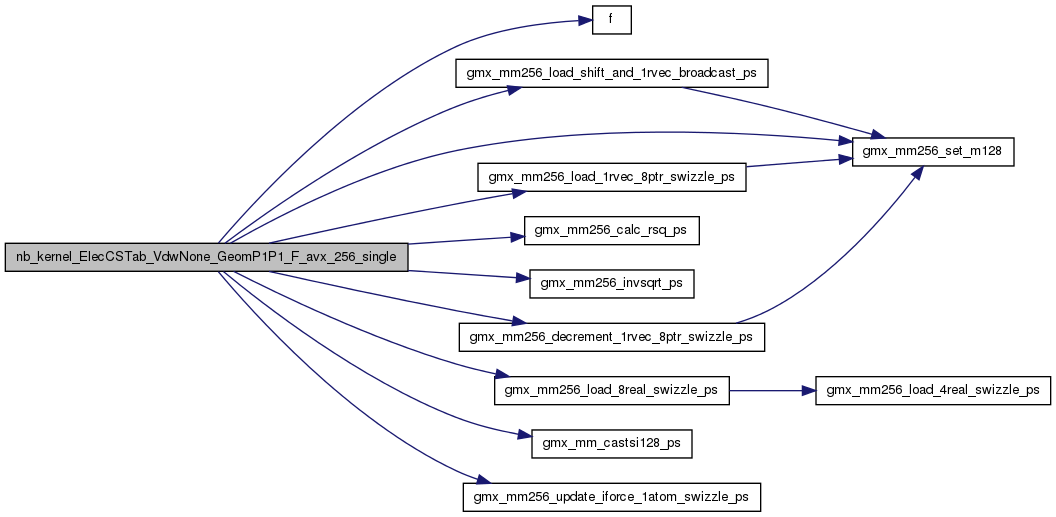 f
gmx_mm256_load_shift_and_1rvec_broadcast_ps
gmx_mm256_set_m128
gmx_mm256_load_1rvec_8ptr_swizzle_ps
gmx_mm256_calc_rsq_ps
nb_kernel_ElecCSTab_VdwNone_GeomP1P1_F_avx_256_single
gmx_mm256_invsqrt_ps
gmx_mm256_decrement_1rvec_8ptr_swizzle_ps
gmx_mm256_load_8real_swizzle_ps
gmx_mm256_load_4real_swizzle_ps
gmx_mm_castsi128_ps
gmx_mm256_update_iforce_1atom_swizzle_ps